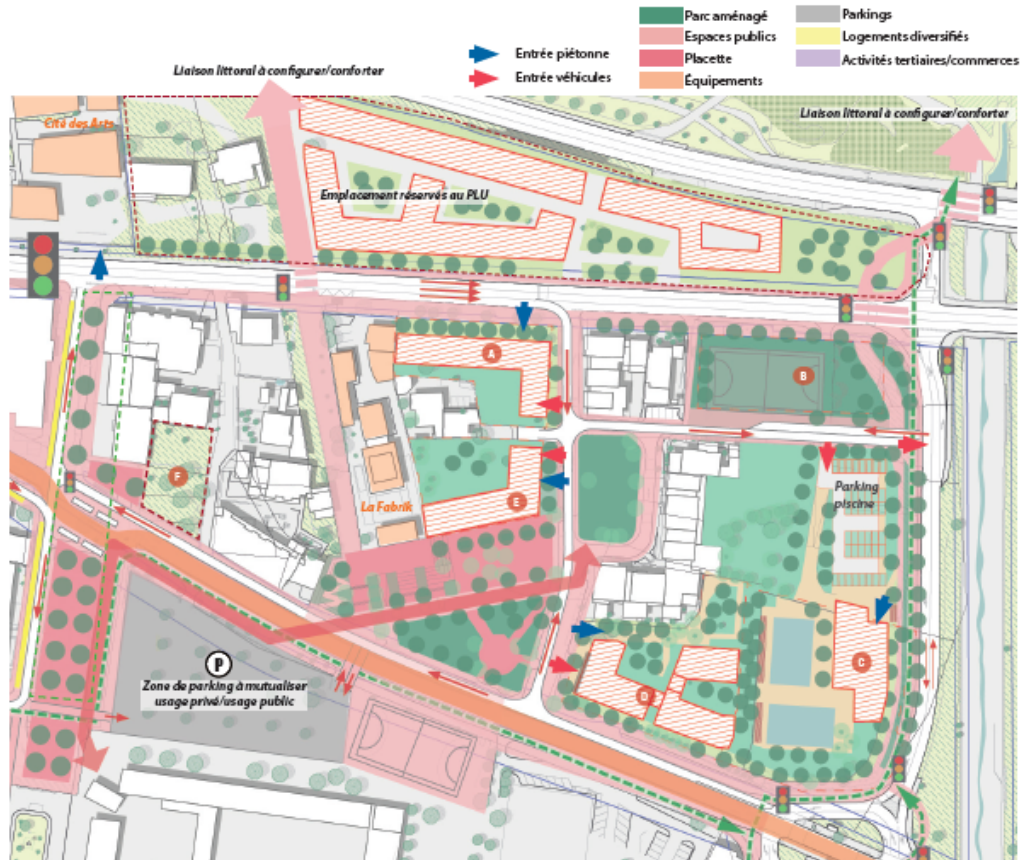 Parc aménagé
Espaces publics
Placette
Équipements
Parkings
Logements diversifiés
Activités tertiaires/commerces
Entrée piétonne
Entrée véhicules
Liaison littoral à configurer/conforter
Liaison littoral à configurer/conforter
Cité des Arts
Emplacement réservés au PLU
A
B
F
E
La Fabrik
Parking
piscine
C
D
P
Zone de parking à mutualiser
usage privé/usage public